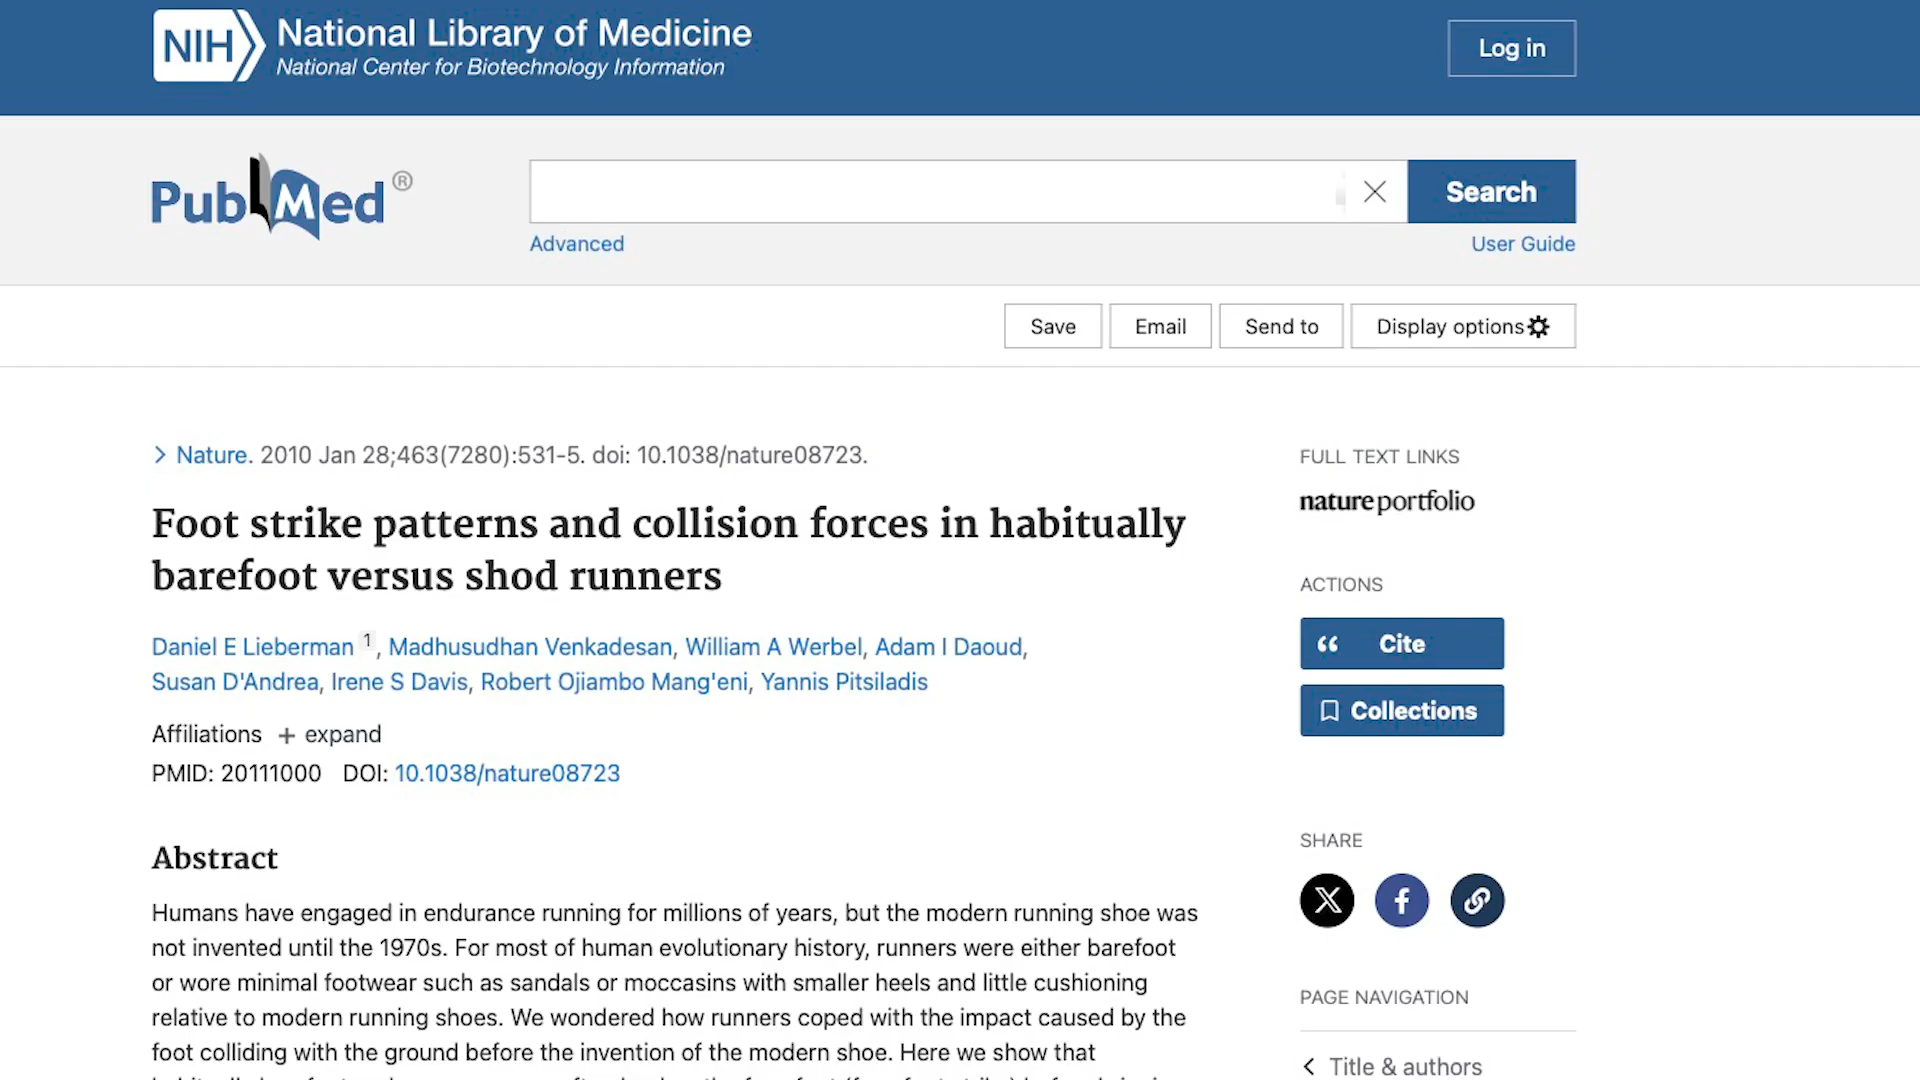 NIH National Library of Medicine
National Center for Biotechnology Information
Log in
PubMed®
Search
Advanced
User Guide
Save
Email
Send to
Display options
Nature. 2010 Jan 28;463(7280):531-5. doi: 10.1038/nature08723.
Foot strike patterns and collision forces in habitually
barefoot versus shod runners
Daniel E Lieberman 1, Madhusudhan Venkadesan, William A Werbel, Adam I Daoud,
Susan D'Andrea, Irene S Davis, Robert Ojiambo Mang'eni, Yannis Pitsiladis
Affiliations + expand
PMID: 20111000 DOI: 10.1038/nature08723
Abstract
Humans have engaged in endurance running for millions of years, but the modern running shoe was
not invented until the 1970s. For most of human evolutionary history, runners were either barefoot
or wore minimal footwear such as sandals or moccasins with smaller heels and little cushioning
relative to modern running shoes. We wondered how runners coped with the impact caused by the
foot colliding with the ground before the invention of the modern shoe. Here we show that
FULL TEXT LINKS
nature portfolio
ACTIONS
Cite
Collections
SHARE
PAGE NAVIGATION
Title & authors